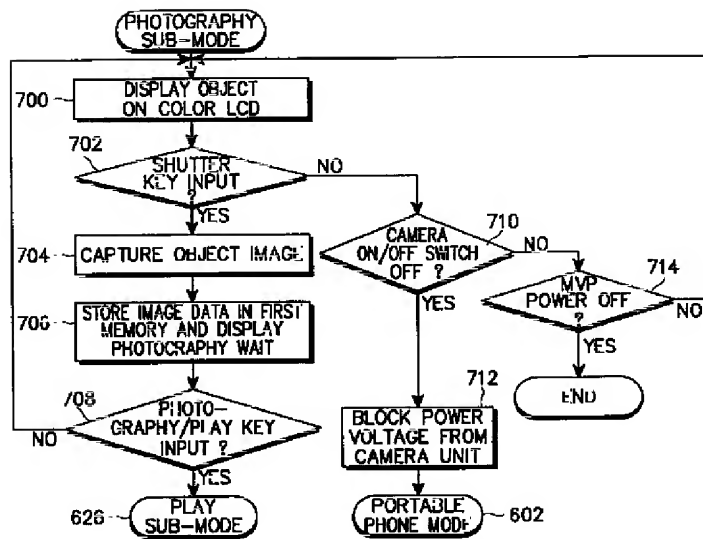 PHOTOGRAPHY
SUB-MODE
700
DISPLAY OBJECT
ON COLOR LCD
702
SHUTTER
KEY INPUT
?
NO
YES
704
CAPTURE OBJECT IMAGE
710
CAMERA
ON/OFF SWITCH
OFF ?
NO
YES
714
MVP
POWER OFF
?
NO
YES
END
706
STORE IMAGE DATA IN FIRST
MEMORY AND DISPLAY
PHOTOGRAPHY WAIT
708
PHOTO-
GRAPHY/PLAY KEY
INPUT ?
NO
YES
712
BLOCK POWER
VOLTAGE FROM
CAMERA UNIT
626
PLAY
SUB-MODE
PORTABLE
PHONE MODE
602